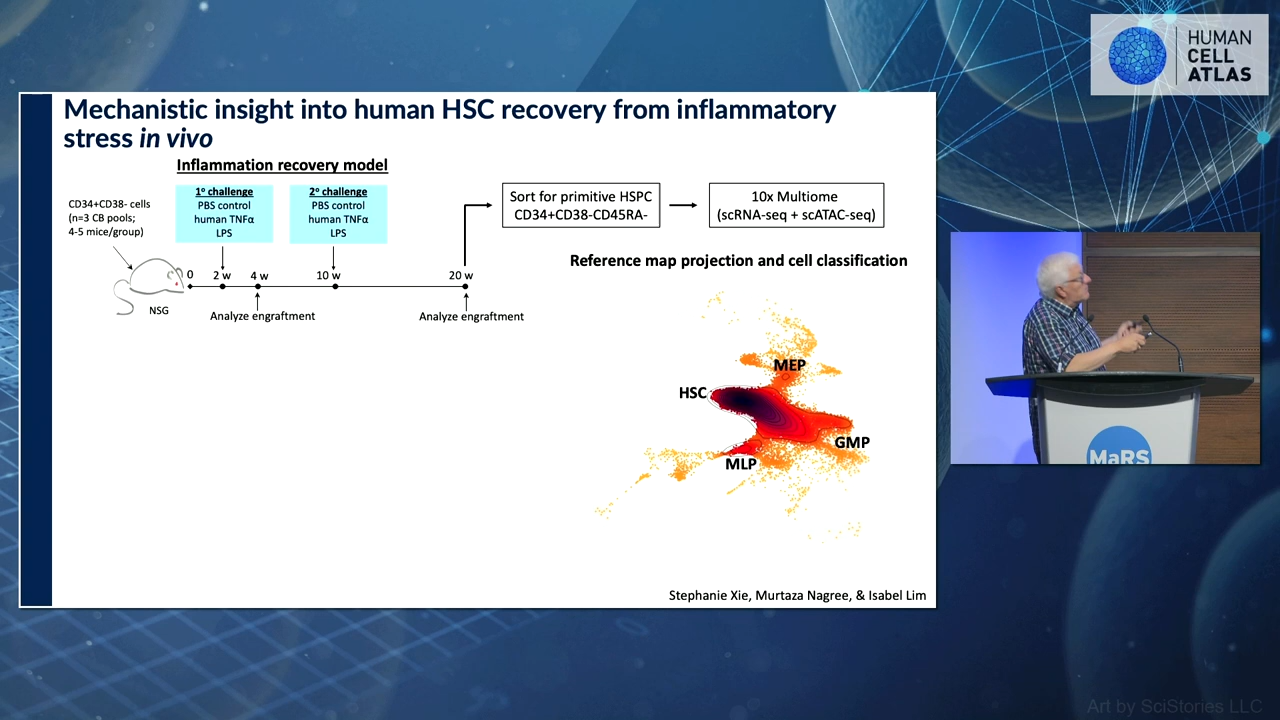 HUMAN
CELL
ATLAS
Mechanistic insight into human HSC recovery from inflammatory
stress in vivo
Inflammation recovery model
CD34+CD38- cells
(n=3 CB pools;
4-5 mice/group)
1º challenge
PBS control
human TNFα
LPS
2º challenge
PBS control
human TNFα
LPS
Sort for primitive HSPC
CD34+CD38-CD45RA-
10x Multiome
(scRNA-seq + scATAC-seq)
0
2 w
4 w
10 w
20 w
NSG
Analyze engraftment
Analyze engraftment
Reference map projection and cell classification
MEP
HSC
GMP
MLP
Stephanie Xie, Murtaza Nagree, & Isabel Lim
MaRS
Art by SciStories LLC